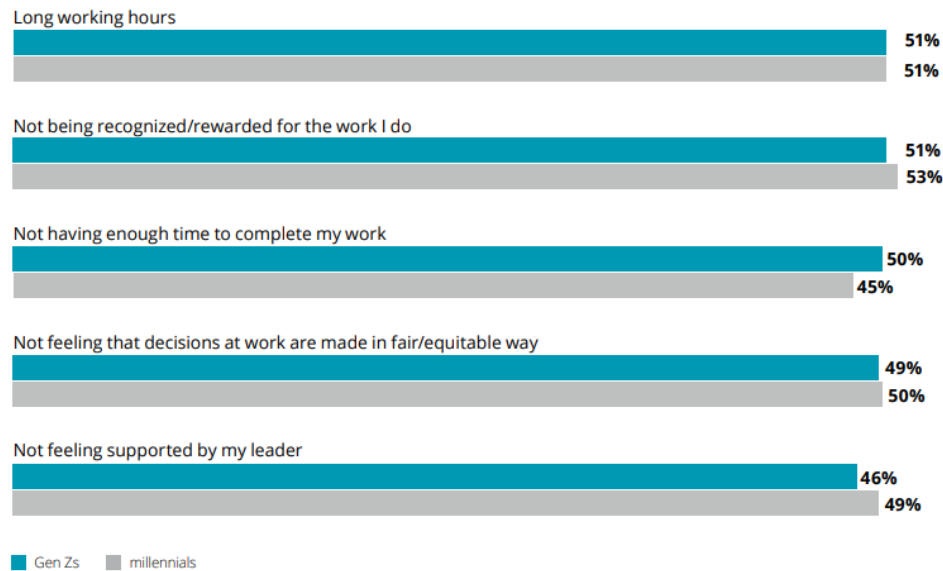 Long working hours
51%
51%
Not being recognized/rewarded for the work I do
51%
53%
Not having enough time to complete my work
50%
45%
Not feeling that decisions at work are made in fair/equitable way
49%
50%
Not feeling supported by my leader
46%
49%
Gen Zs millennials